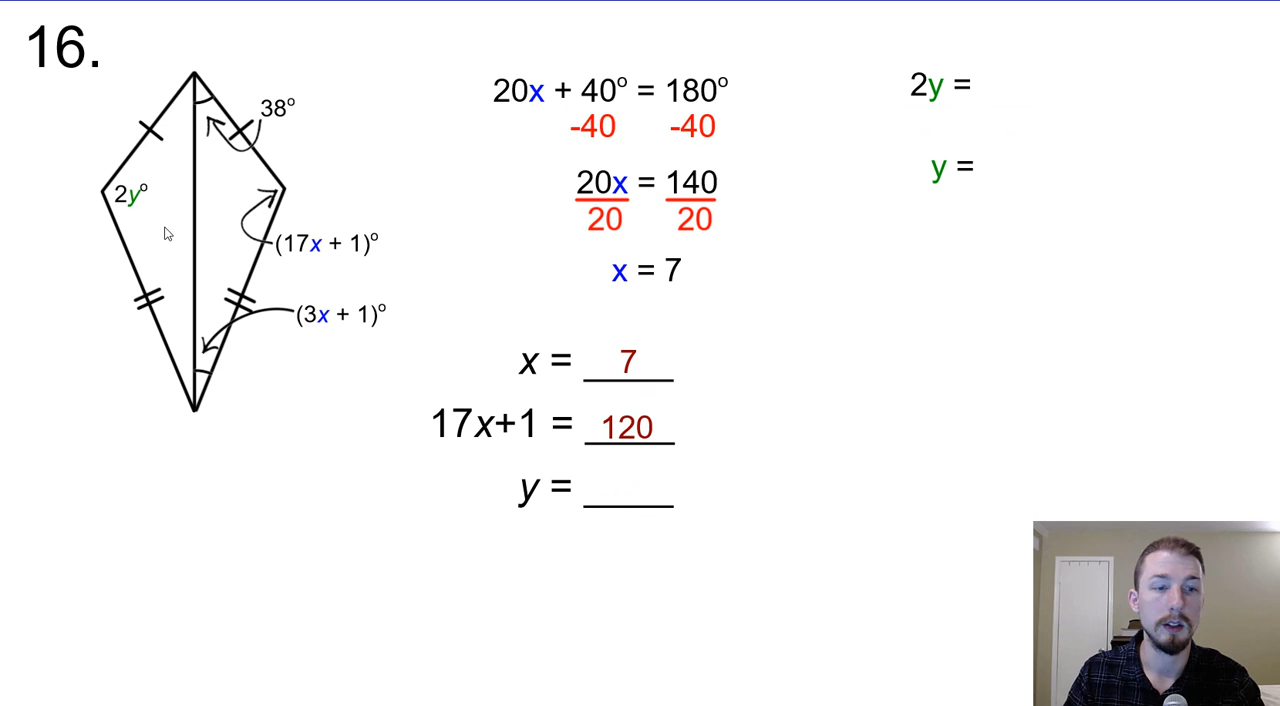 16.
38°
2y°
(17x + 1)°
(3x + 1)°
20x + 40° = 180°
-40 -40
20x = 140
20 20
x = 7
x = 7
17x+1 = 120
y =
2y =
y =